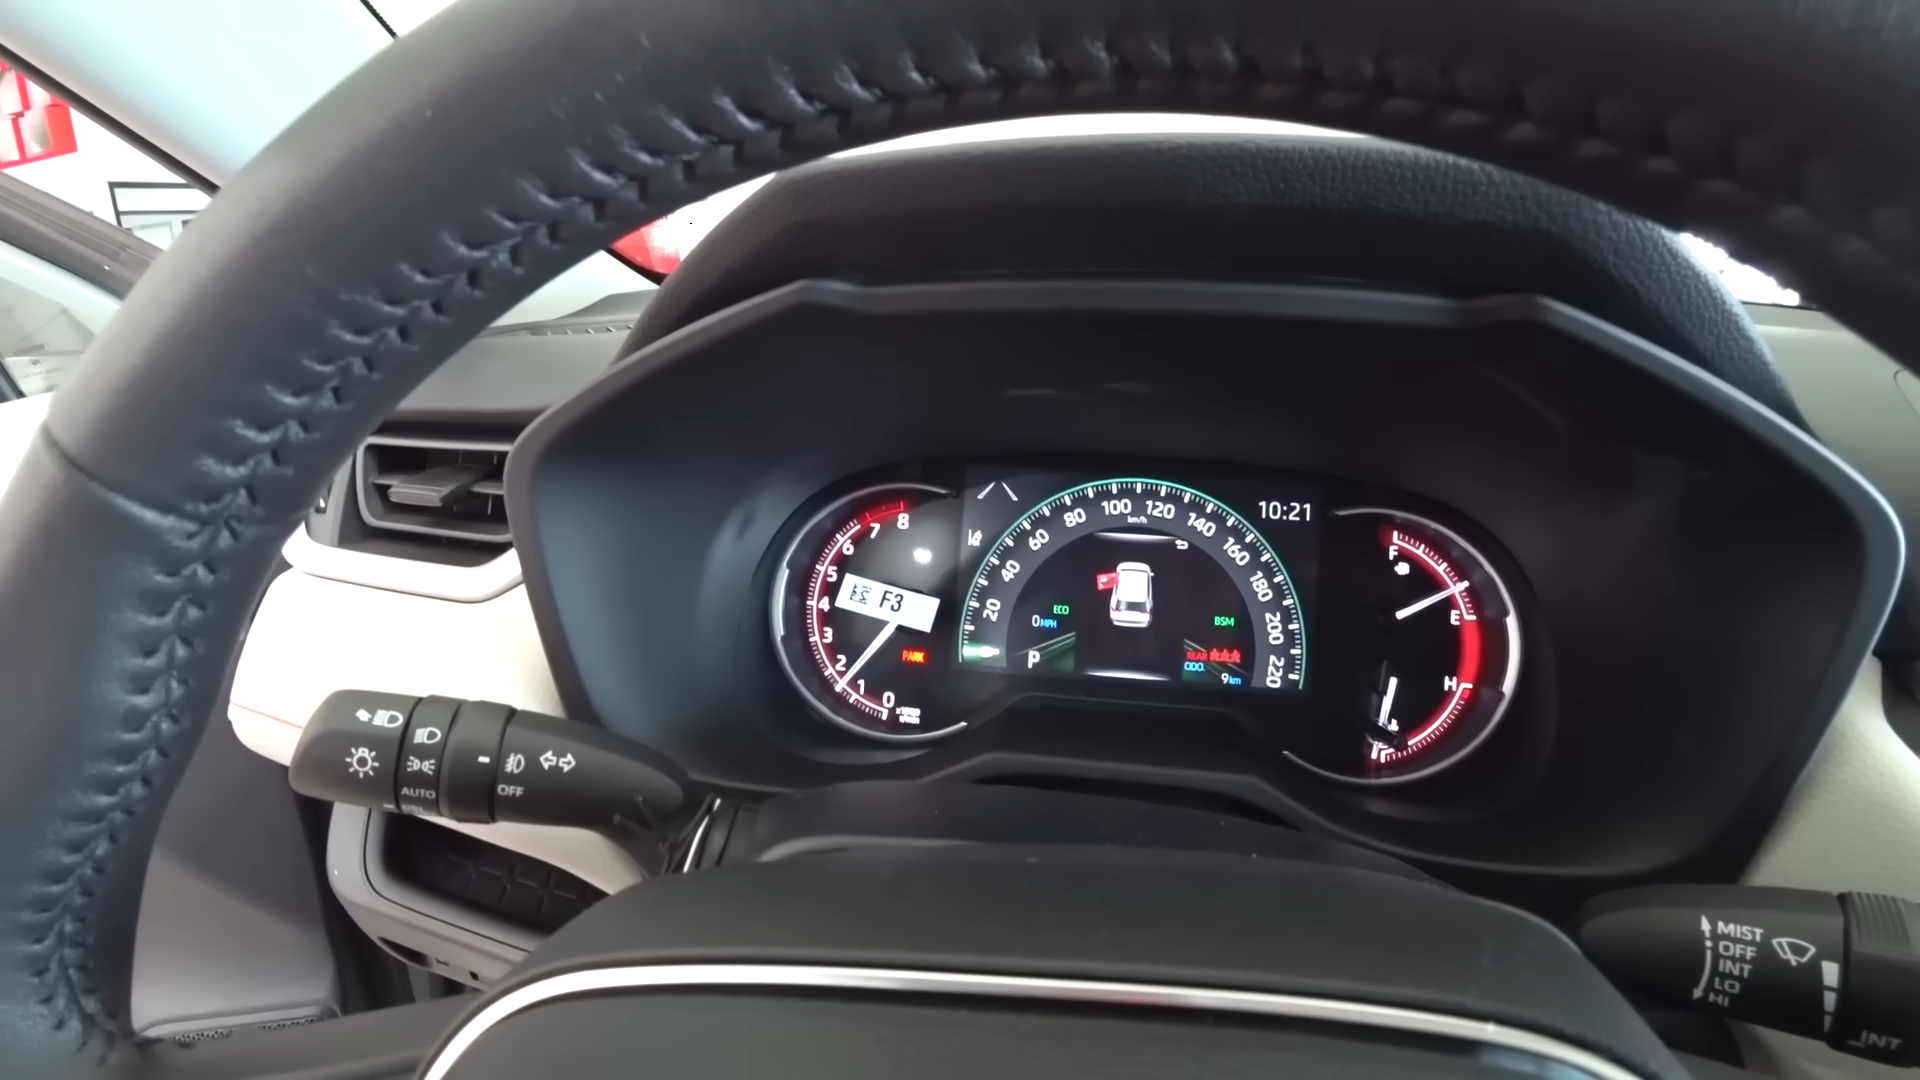 8
7
6
5
4
3
2
1
0
x1000
r/min
F3
PARK
10:21
20
40
60
80
100
120
140
160
180
200
220
km/h
ECO
0 MPH
P
BSM
REAR
ODO.
9 km
F
E
H
AUTO
OFF
MIST
OFF
INT
LO
HI
INT